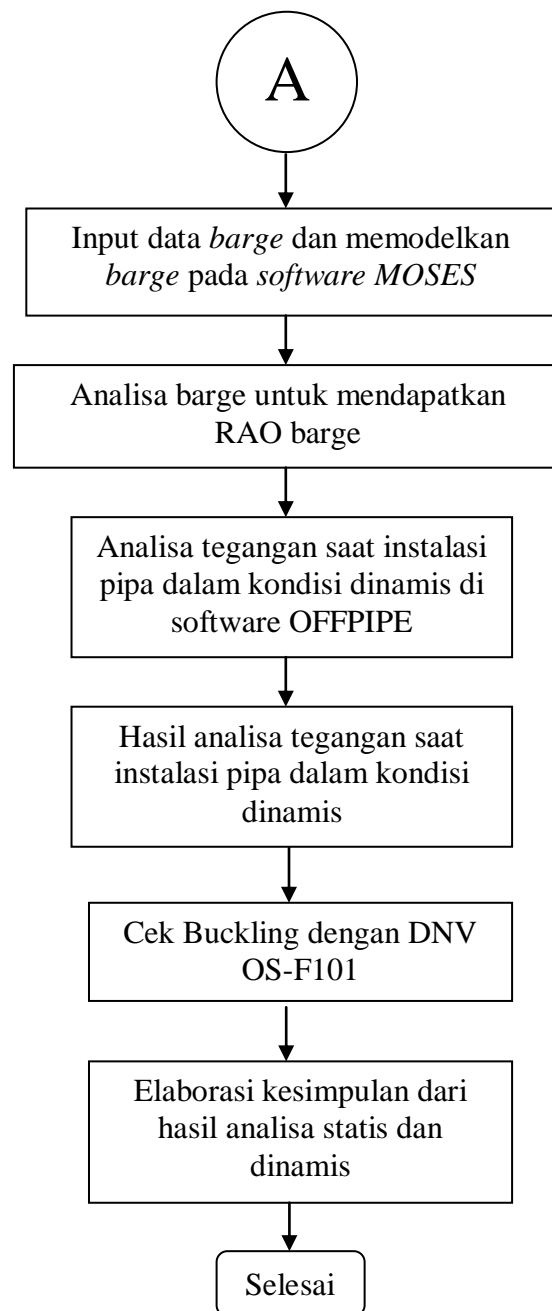 A
Input data barge dan memodelkan
barge pada software MOSES
Analisa barge untuk mendapatkan
RAO barge
Analisa tegangan saat instalasi
pipa dalam kondisi dinamis di
software OFFPIPE
Hasil analisa tegangan saat
instalasi pipa dalam kondisi
dinamis
Cek Buckling dengan DNV
OS-F101
Elaborasi kesimpulan dari
hasil analisa statis dan
dinamis
Selesai